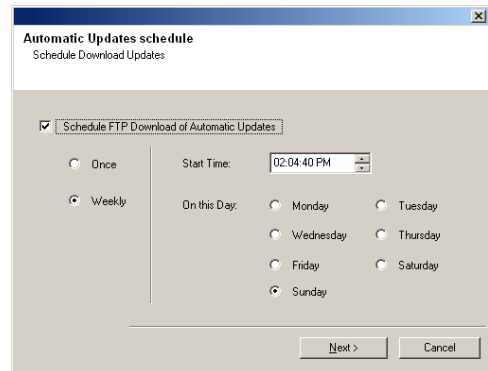 Automatic Updates schedule
Schedule Download Updates
Schedule FTP Download of Automatic Updates
Once
Start Time:
02:04:40 PM
Weekly
On this Day:
Monday
Tuesday
Wednesday
Thursday
Friday
Saturday
Sunday
Next >
Cancel